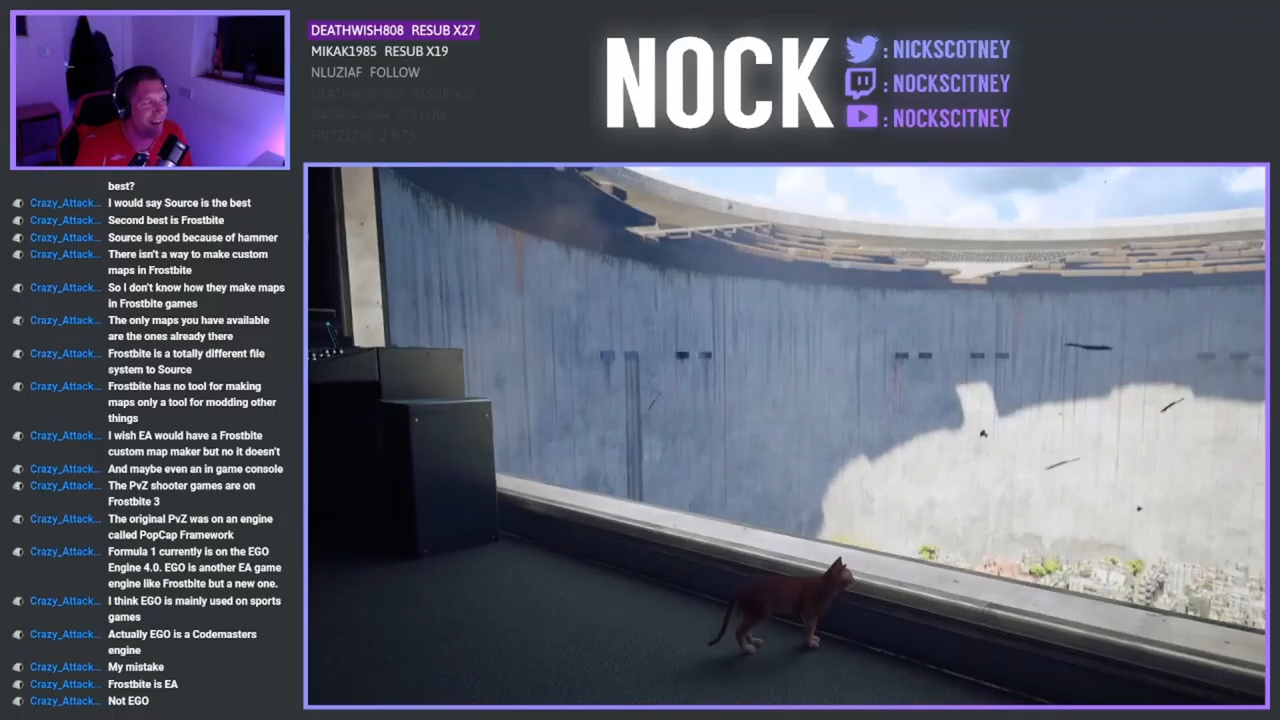 DEATHWISH808 RESUB X27
MIKAK1985 RESUB X19
NLUZIAF FOLLOW
NOCK
: NICKSCOTNEY
: NOCKSCITNEY
: NOCKSCITNEY
best?
Crazy_Attack... I would say Source is the best
Crazy_Attack... Second best is Frostbite
Crazy_Attack... Source is good because of hammer
Crazy_Attack... There isn't a way to make custom
maps in Frostbite
Crazy_Attack... So I don't know how they make maps
in Frostbite games
Crazy_Attack... The only maps you have available
are the ones already there
Crazy_Attack... Frostbite is a totally different file
system to Source
Crazy_Attack... Frostbite has no tool for making
maps only a tool for modding other
things
Crazy_Attack... I wish EA would have a Frostbite
custom map maker but no it doesn't
Crazy_Attack... And maybe even an in game console
Crazy_Attack... The PvZ shooter games are on
Frostbite 3
Crazy_Attack... The original PvZ was on an engine
called PopCap Framework
Crazy_Attack... Formula 1 currently is on the EGO
Engine 4.0. EGO is another EA game
engine like Frostbite but a new one.
Crazy_Attack... I think EGO is mainly used on sports
games
Crazy_Attack... Actually EGO is a Codemasters
engine
Crazy_Attack... My mistake
Crazy_Attack... Frostbite is EA
Crazy_Attack... Not EGO